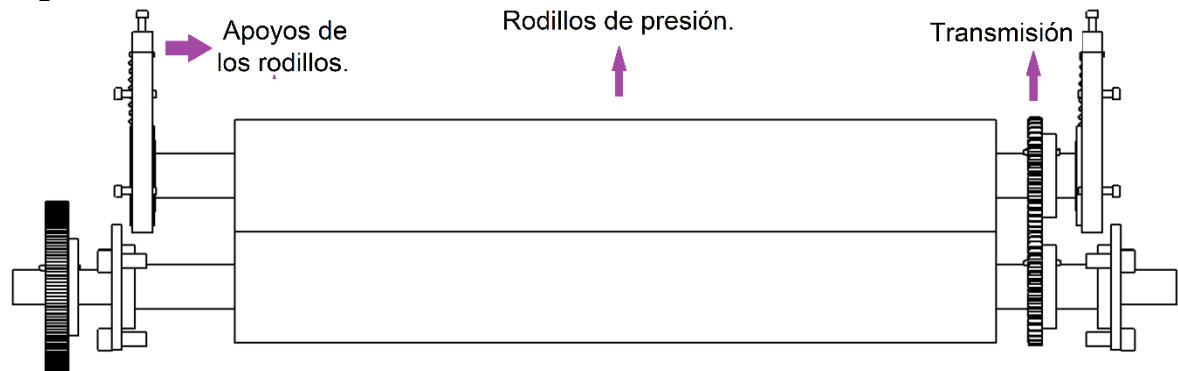 Apoyos de
los rodillos.
Rodillos de presión.
Transmisión